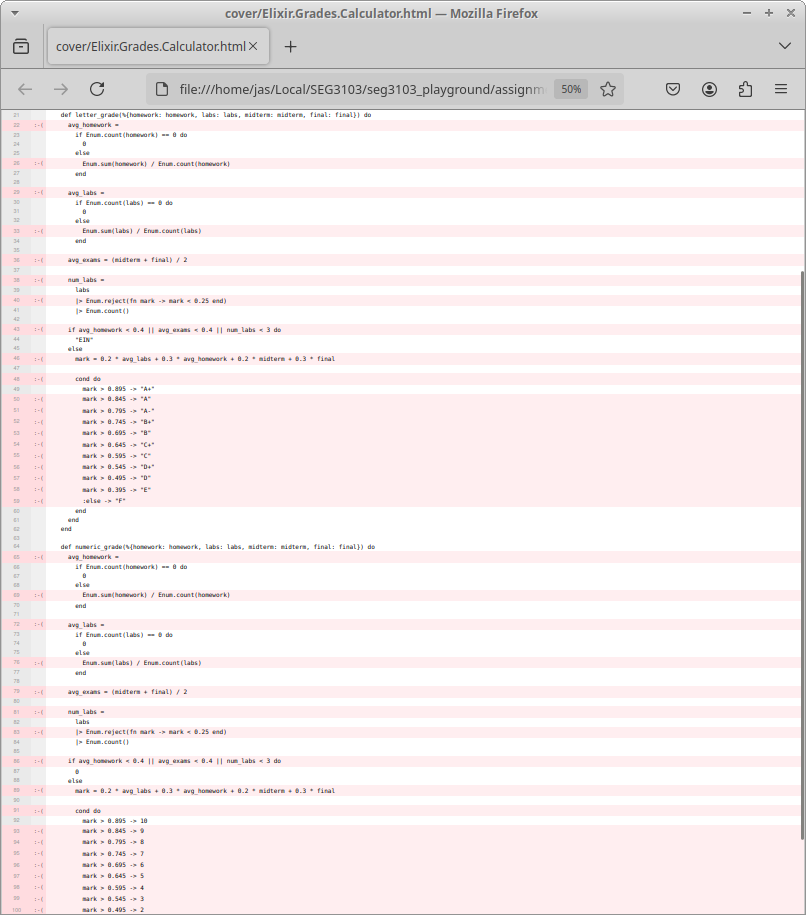 cover/Elixir.Grades.Calculator.html — Mozilla Firefox
cover/Elixir.Grades.Calculator.html
file:///home/jas/Local/SEG3103/seg3103_playground/assignm
50%
21 def letter_grade(%{homework: homework, labs: labs, midterm: midterm, final: final}) do
22 :-( avg_homework =
23 if Enum.count(homework) == 0 do
24 0
25 else
26 :-( Enum.sum(homework) / Enum.count(homework)
27 end
28
29 :-( avg_labs =
30 if Enum.count(labs) == 0 do
31 0
32 else
33 :-( Enum.sum(labs) / Enum.count(labs)
34 end
35
36 :-( avg_exams = (midterm + final) / 2
37
38 :-( num_labs =
39 labs
40 :-( |> Enum.reject(fn mark -> mark < 0.25 end)
41 |> Enum.count()
42
43 :-( if avg_homework < 0.4 || avg_exams < 0.4 || num_labs < 3 do
44 "EIN"
45 else
46 :-( mark = 0.2 * avg_labs + 0.3 * avg_homework + 0.2 * midterm + 0.3 * final
47
48 :-( cond do
49 mark > 0.895 -> "A+"
50 :-( mark > 0.845 -> "A"
51 :-( mark > 0.795 -> "A-"
52 :-( mark > 0.745 -> "B+"
53 :-( mark > 0.695 -> "B"
54 :-( mark > 0.645 -> "C+"
55 :-( mark > 0.595 -> "C"
56 :-( mark > 0.545 -> "D+"
57 :-( mark > 0.495 -> "D"
58 :-( mark > 0.395 -> "E"
59 :-( :else -> "F"
60 end
61 end
62 end
63
64 def numeric_grade(%{homework: homework, labs: labs, midterm: midterm, final: final}) do
65 :-( avg_homework =
66 if Enum.count(homework) == 0 do
67 0
68 else
69 :-( Enum.sum(homework) / Enum.count(homework)
70 end
71
72 :-( avg_labs =
73 if Enum.count(labs) == 0 do
74 0
75 else
76 :-( Enum.sum(labs) / Enum.count(labs)
77 end
78
79 :-( avg_exams = (midterm + final) / 2
80
81 :-( num_labs =
82 labs
83 :-( |> Enum.reject(fn mark -> mark < 0.25 end)
84 |> Enum.count()
85
86 :-( if avg_homework < 0.4 || avg_exams < 0.4 || num_labs < 3 do
87 0
88 else
89 :-( mark = 0.2 * avg_labs + 0.3 * avg_homework + 0.2 * midterm + 0.3 * final
90
91 :-( cond do
92 mark > 0.895 -> 10
93 :-( mark > 0.845 -> 9
94 :-( mark > 0.795 -> 8
95 :-( mark > 0.745 -> 7
96 :-( mark > 0.695 -> 6
97 :-( mark > 0.645 -> 5
98 :-( mark > 0.595 -> 4
99 :-( mark > 0.545 -> 3
100 :-( mark > 0.495 -> 2